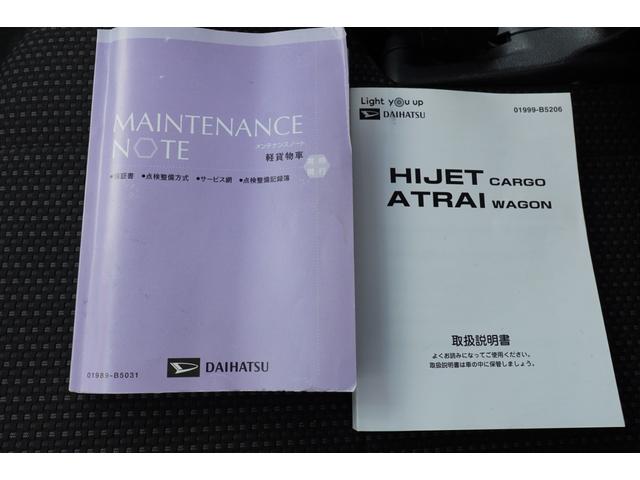 MAINTENANCE
NOTE
メンテナンスノート
軽貨物車
●保証書 ●点検整備方式 ●サービス網 ●点検整備記録簿
DAIHATSU
01989-B5031
Light you up
DAIHATSU
01999-B5206
HIJET CARGO
ATRAI WAGON
取扱説明書
よくお読みになってご使用ください。
取扱説明書は車の中に保管しましょう。